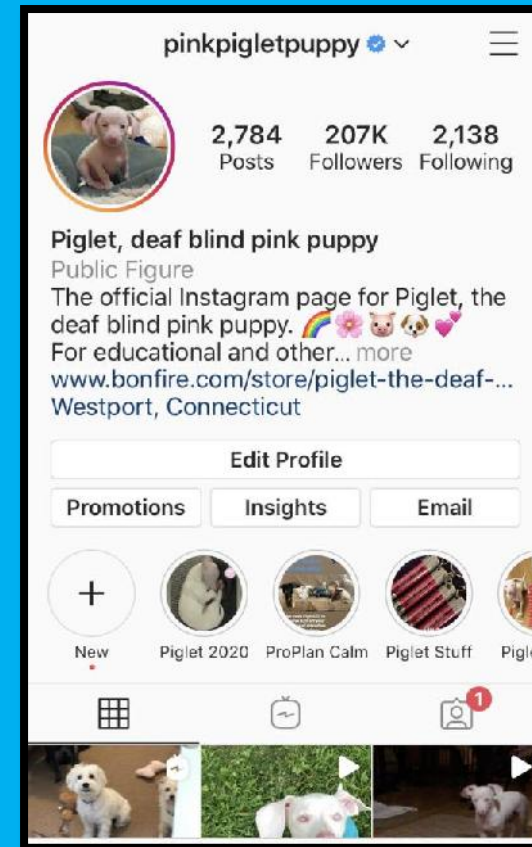 pinkpigletpuppy
2,784 207K 2,138
Posts Followers Following
Piglet, deaf blind pink puppy
Public Figure
The official Instagram page for Piglet, the
deaf blind pink puppy. 🌈🌸🐷🐶💕
For educational and other... more
www.bonfire.com/store/piglet-the-deaf-...
Westport, Connecticut
Edit Profile
Promotions Insights Email
New Piglet 2020 ProPlan Calm Piglet Stuff Pigl
1